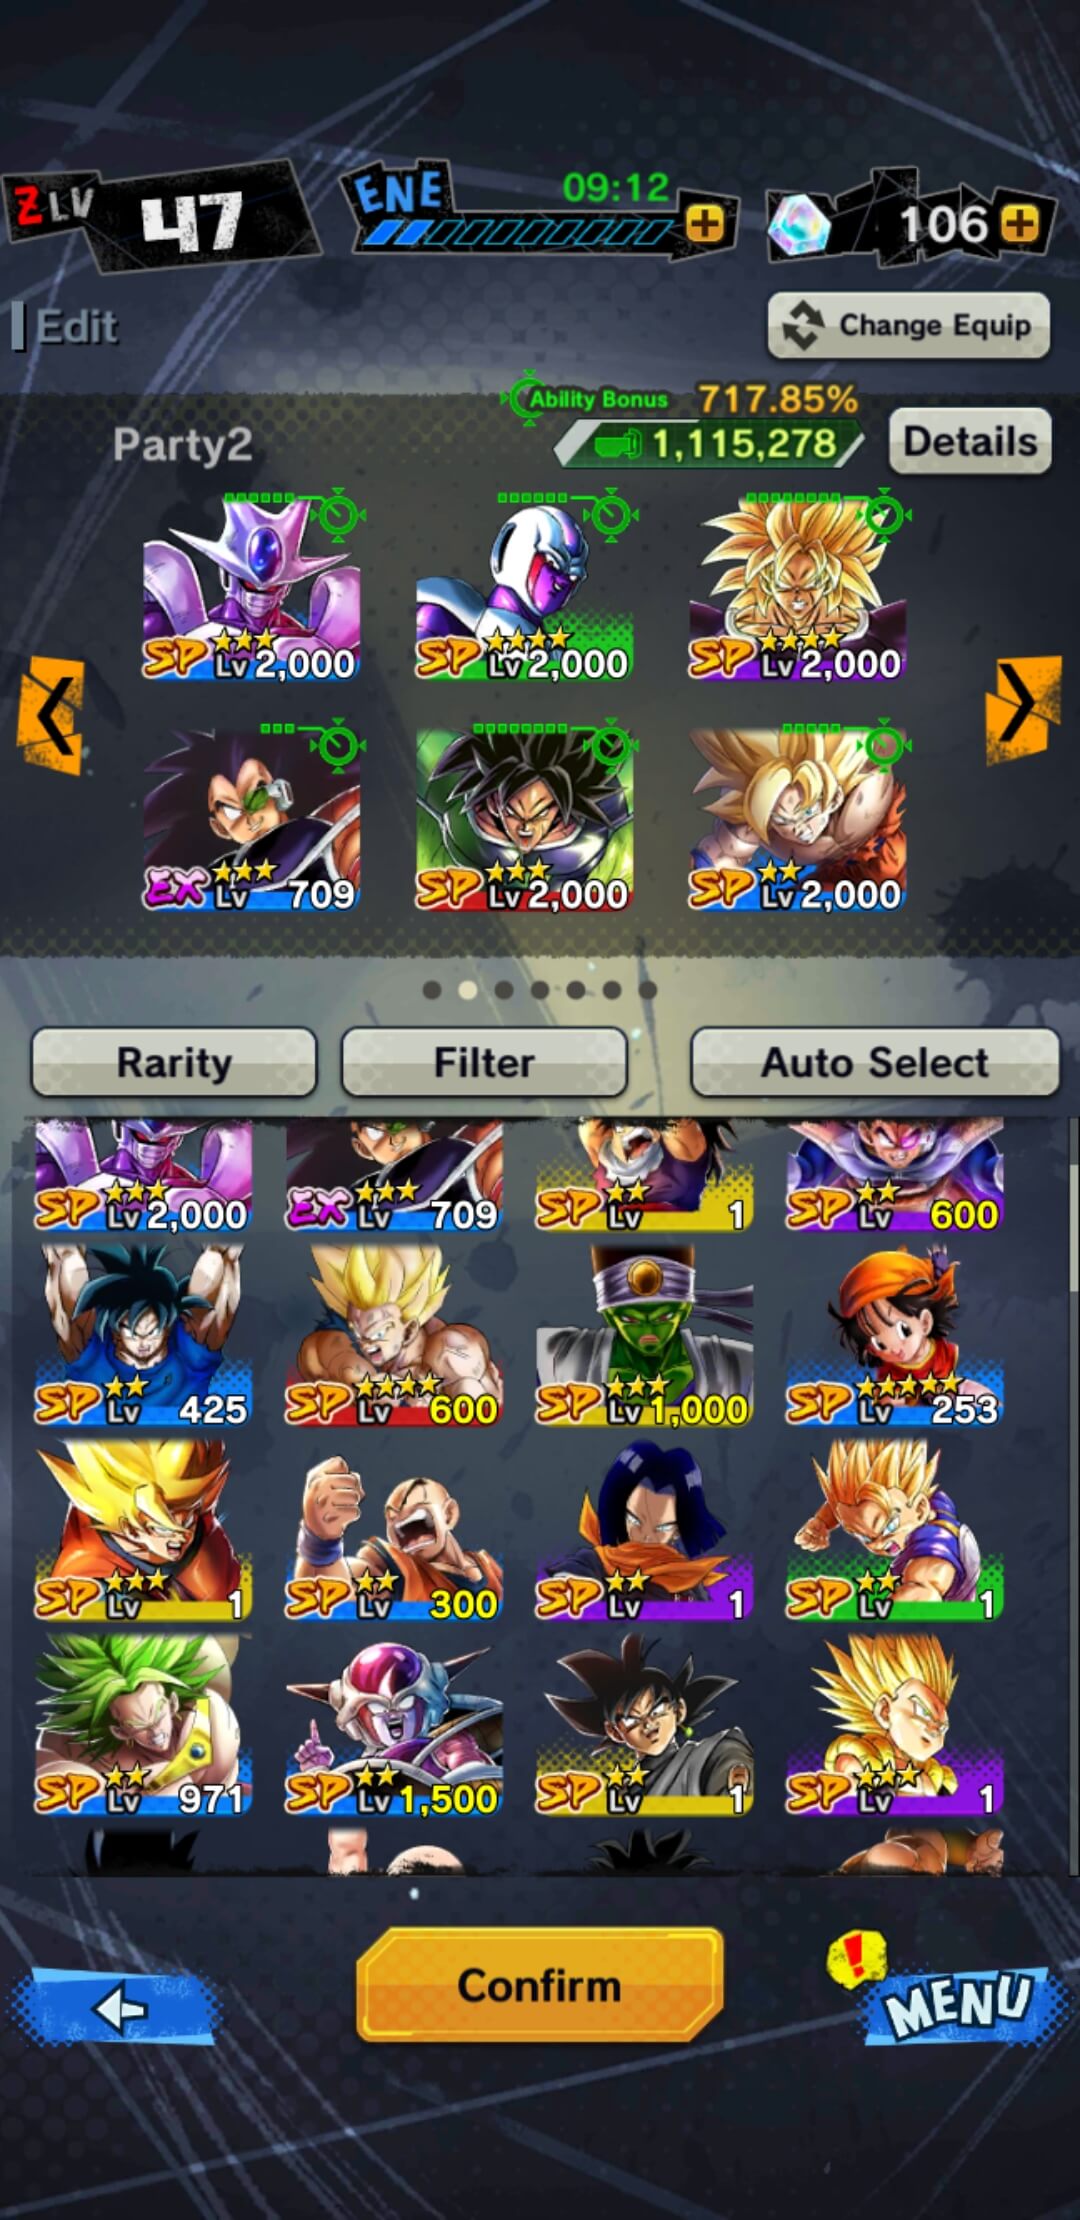 ZLV 47 ENE 09:12 106
Edit Change Equip
Ability Bonus 717.85%
Party2 1,115,278 Details
SP Lv 2,000 SP Lv 2,000 SP Lv 2,000
EX Lv 709 SP Lv 2,000 SP Lv 2,000
Rarity Filter Auto Select
SP Lv 2,000 EX Lv 709 SP Lv 1 SP Lv 600
SP Lv 425 SP Lv 600 SP Lv 1,000 SP Lv 253
SP Lv 1 SP Lv 300 SP Lv 1 SP Lv 1
SP Lv 971 SP Lv 1,500 SP Lv 1 SP Lv 1
Confirm MENU